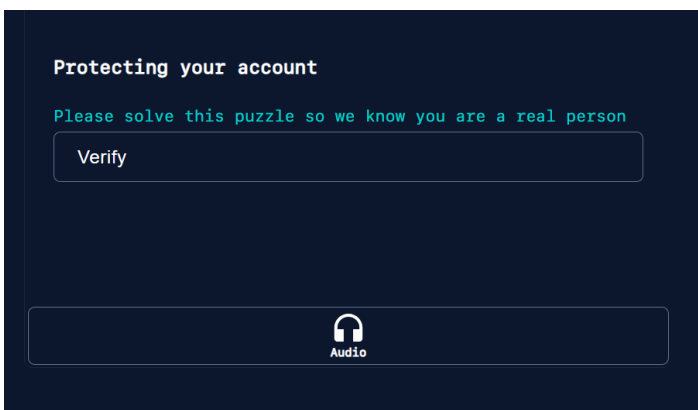 Protecting your account
Please solve this puzzle so we know you are a real person
Verify
Audio